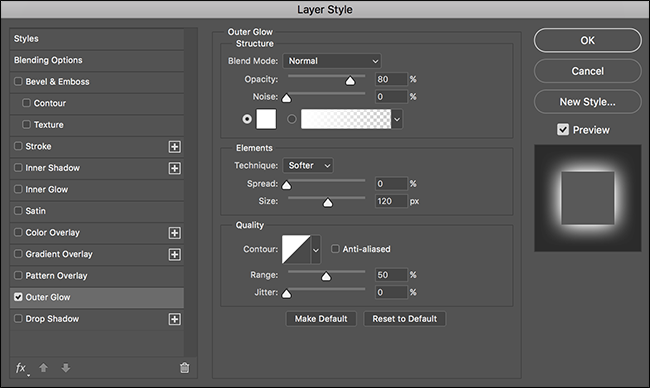 Layer Style
Styles
Blending Options
Bevel & Emboss
Contour
Texture
Stroke
Inner Shadow
Inner Glow
Satin
Color Overlay
Gradient Overlay
Pattern Overlay
Outer Glow
Drop Shadow
fx
Outer Glow
Structure
Blend Mode: Normal
Opacity: 80 %
Noise: 0 %
Elements
Technique: Softer
Spread: 0 %
Size: 120 px
Quality
Contour: Anti-aliased
Range: 50 %
Jitter: 0 %
Make Default Reset to Default
OK
Cancel
New Style...
Preview